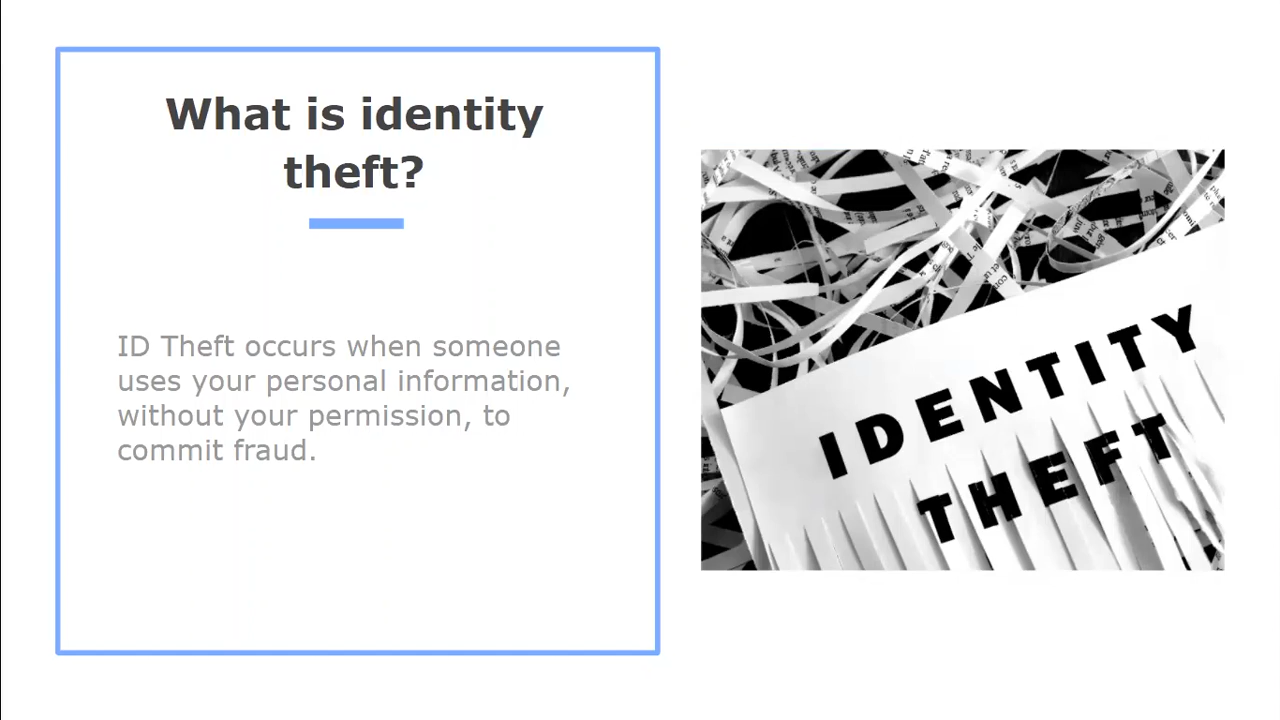 What is identity
theft?
ID Theft occurs when someone
uses your personal information,
without your permission, to
commit fraud.
IDENTITY
THEFT